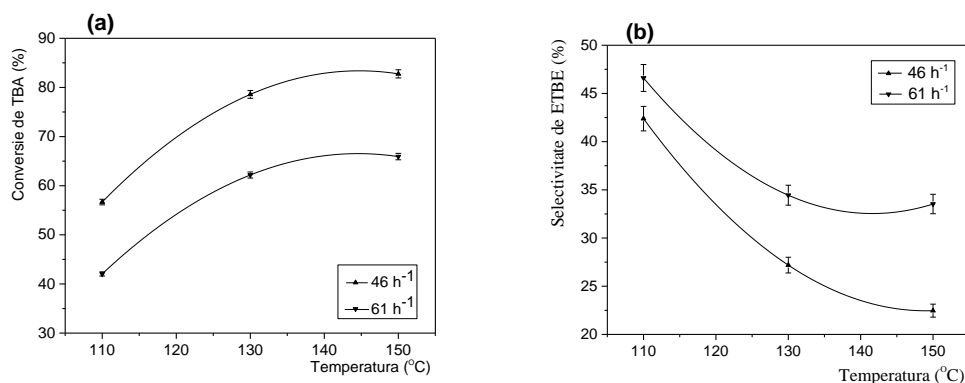 (a)
Conversie de TBA (%)
90
80
70
60
50
40
30
46 h-1
61 h-1
110 120 130 140 150
Temperatura (°C)
(b)
Selectivitate de ETBE (%)
50
45
40
35
30
25
20
46 h-1
61 h-1
110 120 130 140 150
Temperatura (°C)